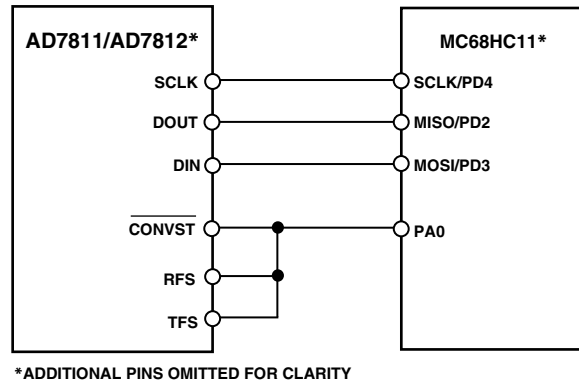 AD7811/AD7812*
MC68HC11*
SCLK
SCLK/PD4
DOUT
MISO/PD2
DIN
MOSI/PD3
CONVST
PA0
RFS
TFS
*ADDITIONAL PINS OMITTED FOR CLARITY